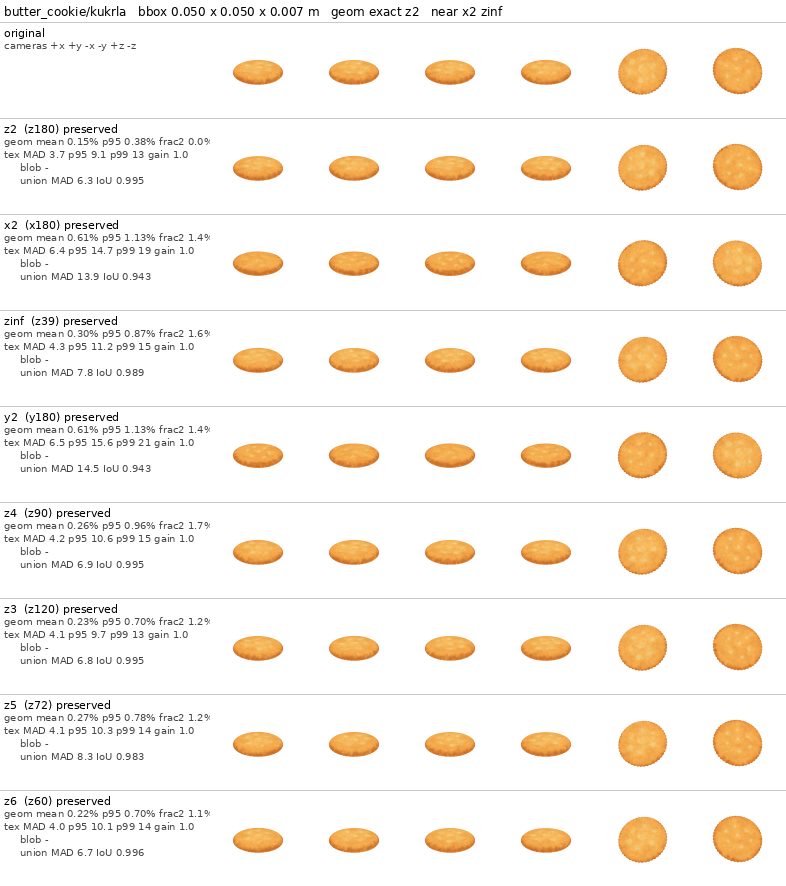 butter_cookie/kukrla   bbox 0.050 x 0.050 x 0.007 m   geom exact z2   near x2 zinf
original
cameras +x +y -x -y +z -z
z2  (z180) preserved
geom mean 0.15% p95 0.38% frac2 0.0%
tex MAD 3.7 p95 9.1 p99 13 gain 1.0
blob -
union MAD 6.3 IoU 0.995
x2  (x180) preserved
geom mean 0.61% p95 1.13% frac2 1.4%
tex MAD 6.4 p95 14.7 p99 19 gain 1.0
blob -
union MAD 13.9 IoU 0.943
zinf  (z39) preserved
geom mean 0.30% p95 0.87% frac2 1.6%
tex MAD 4.3 p95 11.2 p99 15 gain 1.0
blob -
union MAD 7.8 IoU 0.989
y2  (y180) preserved
geom mean 0.61% p95 1.13% frac2 1.4%
tex MAD 6.5 p95 15.6 p99 21 gain 1.0
blob -
union MAD 14.5 IoU 0.943
z4  (z90) preserved
geom mean 0.26% p95 0.96% frac2 1.7%
tex MAD 4.2 p95 10.6 p99 15 gain 1.0
blob -
union MAD 6.9 IoU 0.995
z3  (z120) preserved
geom mean 0.23% p95 0.70% frac2 1.2%
tex MAD 4.1 p95 9.7 p99 13 gain 1.0
blob -
union MAD 6.8 IoU 0.995
z5  (z72) preserved
geom mean 0.27% p95 0.78% frac2 1.2%
tex MAD 4.1 p95 10.3 p99 14 gain 1.0
blob -
union MAD 8.3 IoU 0.983
z6  (z60) preserved
geom mean 0.22% p95 0.70% frac2 1.1%
tex MAD 4.0 p95 10.1 p99 14 gain 1.0
blob -
union MAD 6.7 IoU 0.996